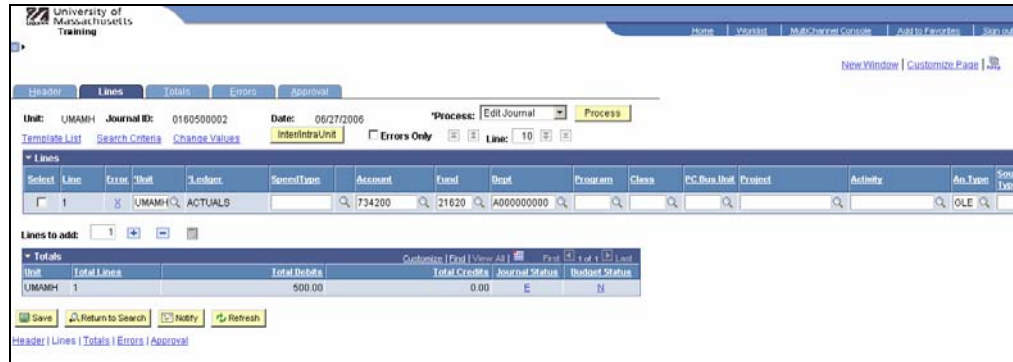 University of
Massachusetts
Training
Home Worklist MultiChannel Console Add to Favorites Sign out
New Window | Customize Page |
Header Lines Totals Errors Approval
Unit: UMAMH Journal ID: 0160500002 Date: 06/27/2006 *Process: Edit Journal Process
Template List Search Criteria Change Values Inter/IntraUnit Errors Only Line: 10
Lines
Select Line Error *Unit *Ledger SpeedType Account Fund Dept Program Class PC Bus Unit Project Activity An Type
1 X UMAMH ACTUALS 734200 21620 A000000000 OLE
Lines to add: 1
Totals Customize | Find | View All | First 1 of 1 Last
Unit Total Lines Total Debits Total Credits Journal Status Budget Status
UMAMH 1 500.00 0.00 E N
Save Return to Search Notify Refresh
Header | Lines | Totals | Errors | Approval